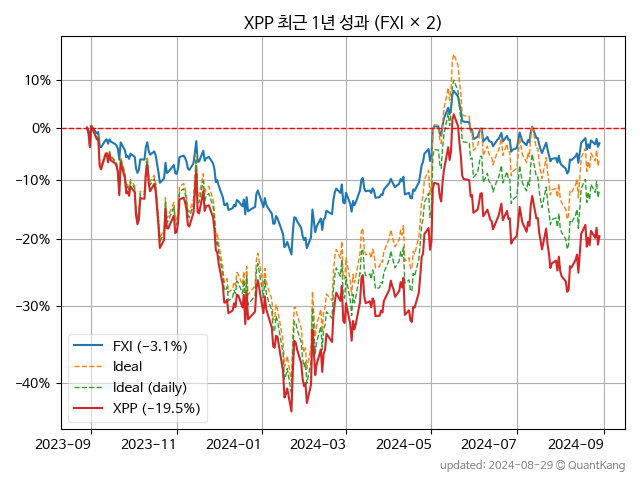 XPP 최근 1년 성과 (FXI × 2)
10%
0%
−10%
−20%
−30%
−40%
FXI (−3.1%)
Ideal
Ideal (daily)
XPP (−19.5%)
2023-09 2023-11 2024-01 2024-03 2024-05 2024-07 2024-09
updated: 2024-08-29 © QuantKang